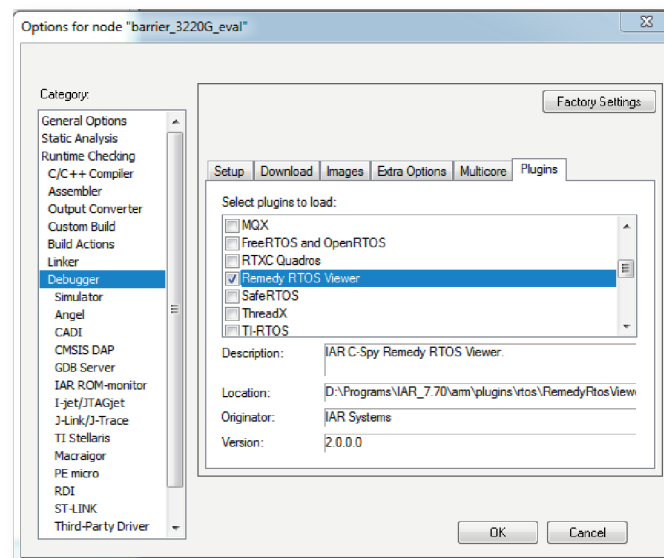 Options for node "barrier_3220G_eval"
Category:
General Options
Static Analysis
Runtime Checking
C/C++ Compiler
Assembler
Output Converter
Custom Build
Build Actions
Linker
Debugger
Simulator
Angel
CADI
CMSIS DAP
GDB Server
IAR ROM-monitor
I-jet/JTAGjet
J-Link/J-Trace
TI Stellaris
Macraigor
PE micro
RDI
ST-LINK
Third-Party Driver
Factory Settings
Setup Download Images Extra Options Multicore Plugins
Select plugins to load:
MQX
FreeRTOS and OpenRTOS
RTXC Quadros
Remedy RTOS Viewer
SafeRTOS
ThreadX
TI-RTOS
Description: IAR C-Spy Remedy RTOS Viewer.
Location: D:\Programs\IAR_7.70\arm\plugins\rtos\RemedyRtosView
Originator: IAR Systems
Version: 2.0.0.0
OK Cancel